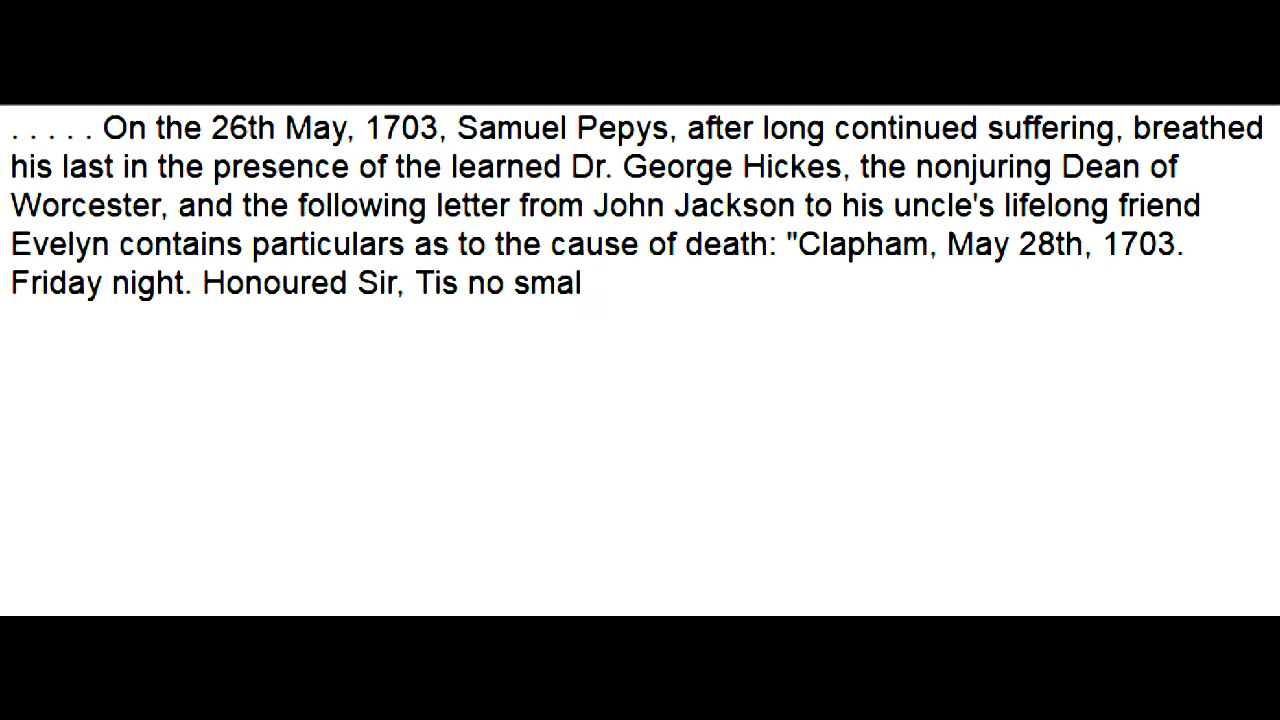 . . . . . On the 26th May, 1703, Samuel Pepys, after long continued suffering, breathed
his last in the presence of the learned Dr. George Hickes, the nonjuring Dean of
Worcester, and the following letter from John Jackson to his uncle's lifelong friend
Evelyn contains particulars as to the cause of death: "Clapham, May 28th, 1703.
Friday night. Honoured Sir, Tis no smal